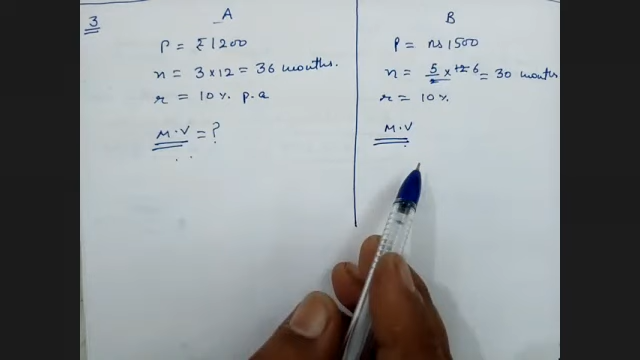 3
A
P = ₹1200
n = 3 x 12 = 36 months.
r = 10% p.a
M.V = ?
B
P = Rs 1500
n = 5/2 x 12 6 = 30 months
r = 10%
M.V